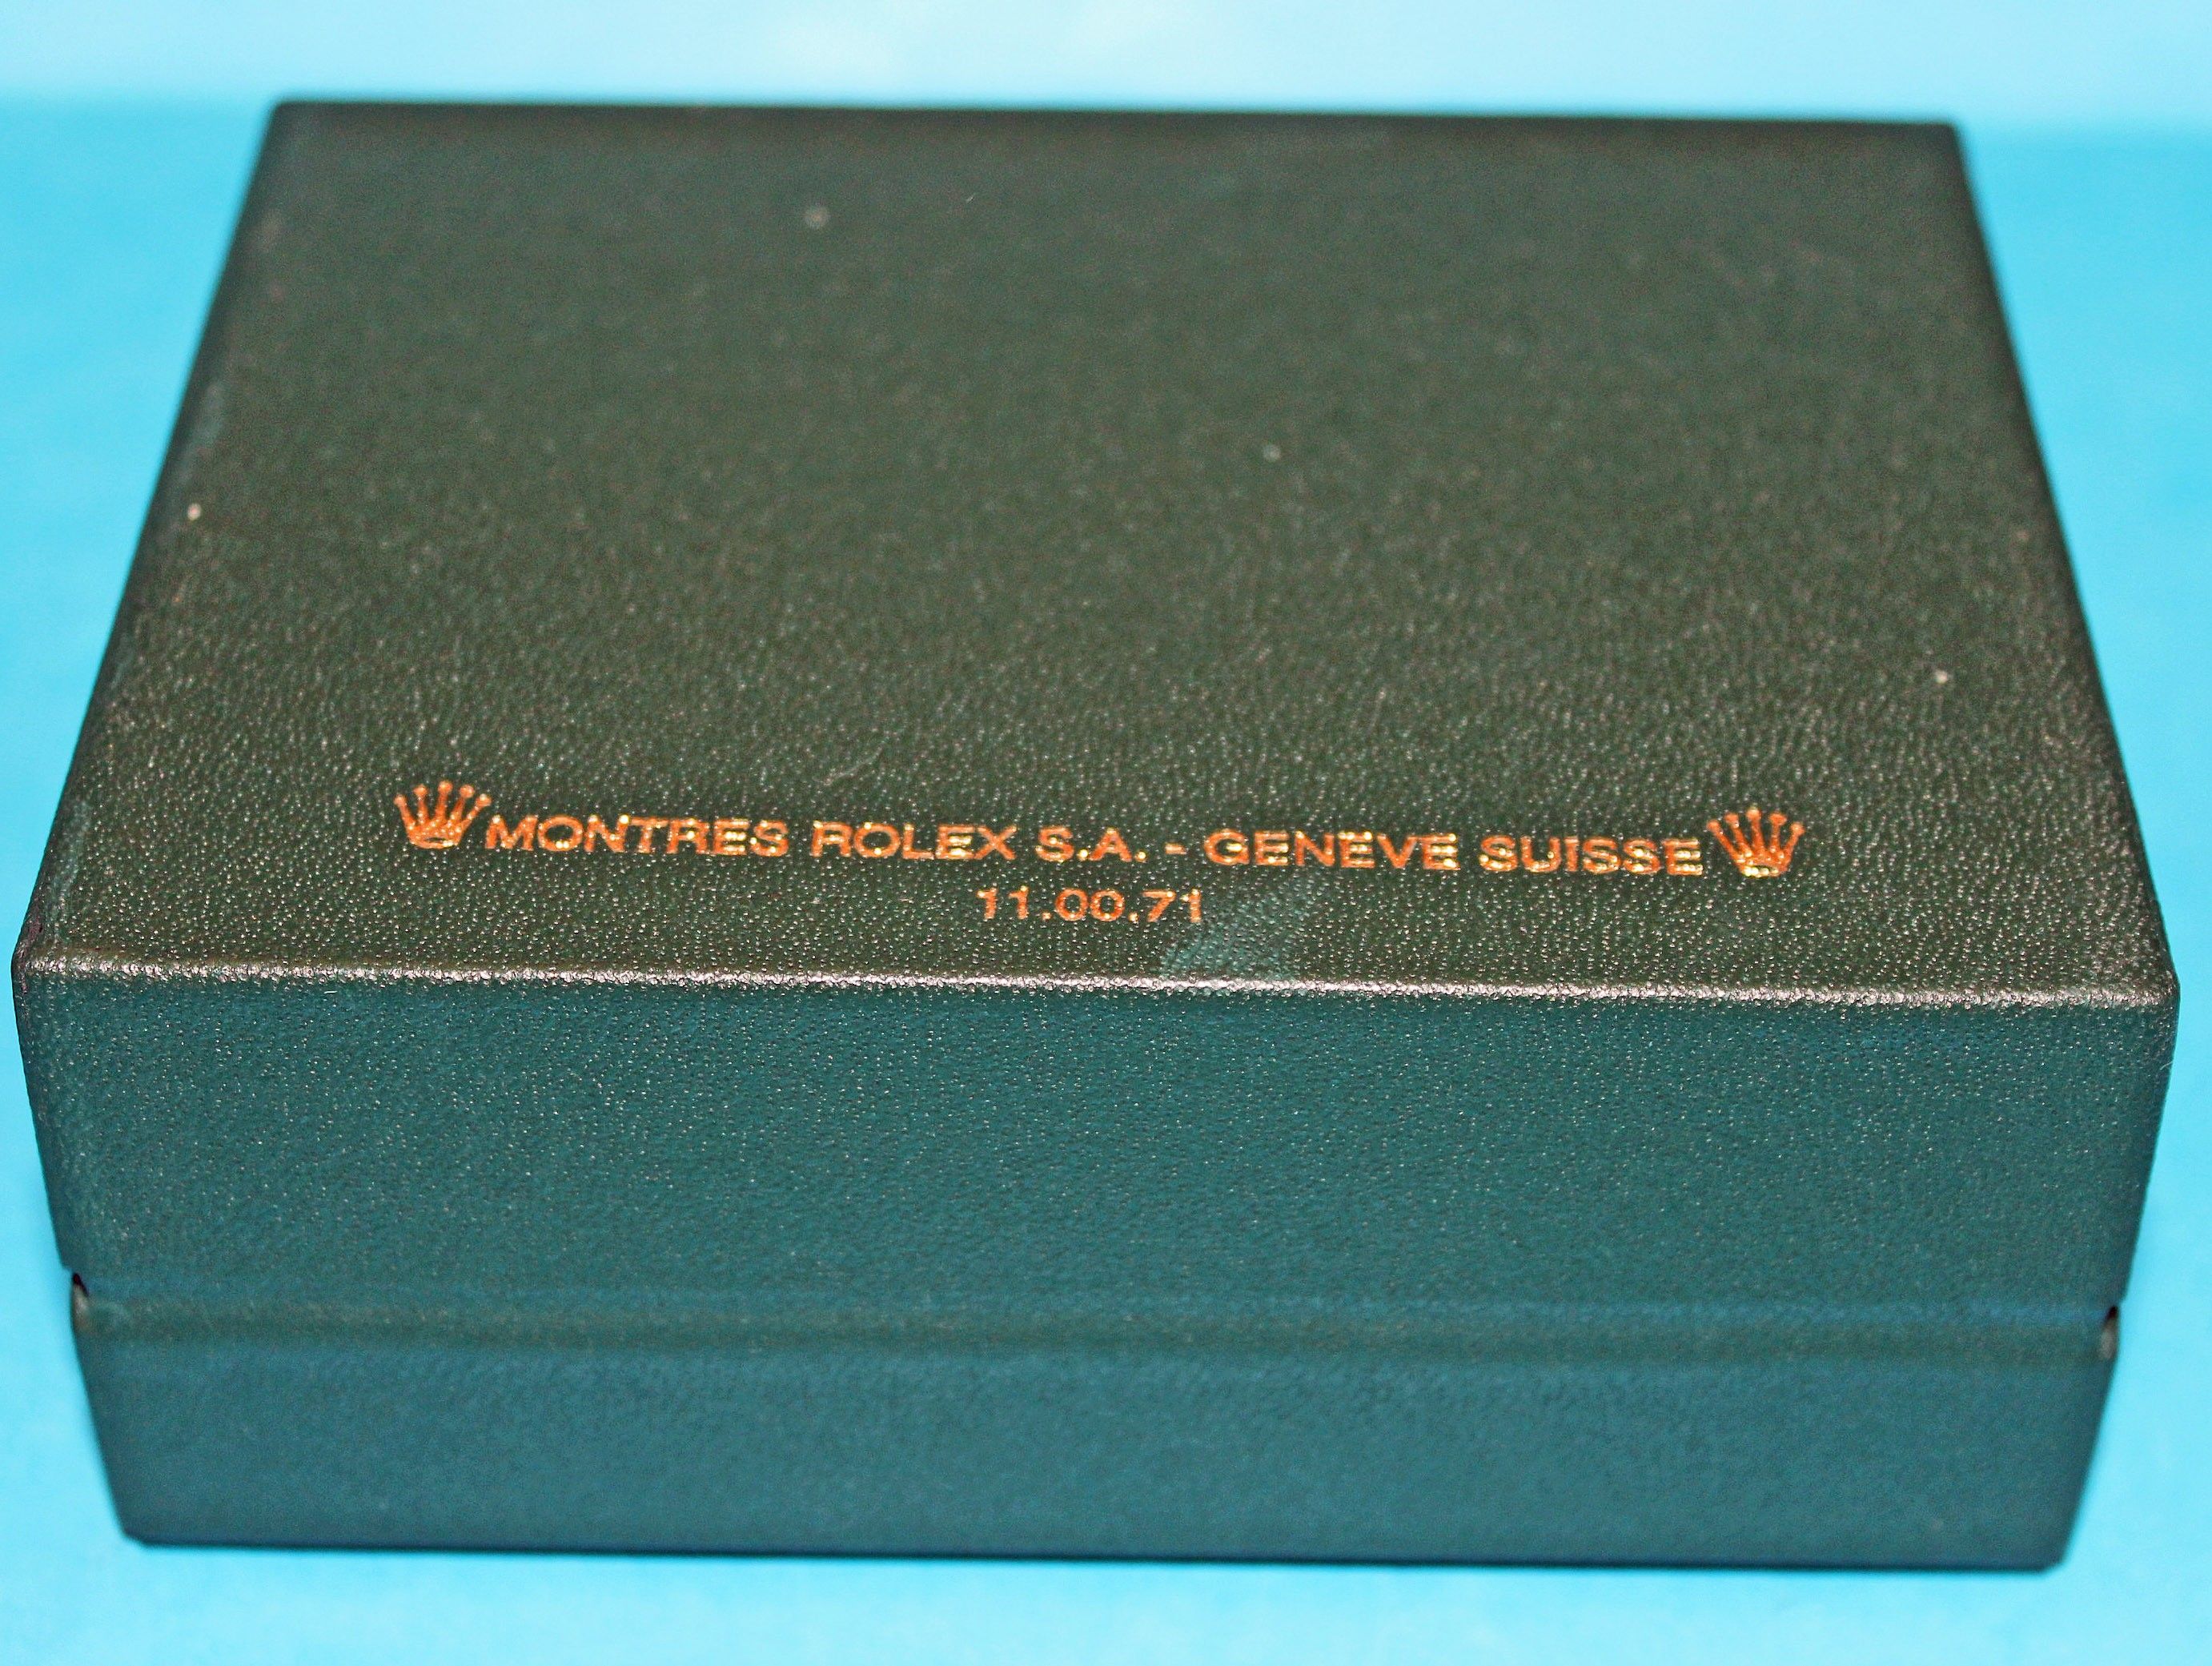 MONTRES ROLEX S.A. - GENEVE SUISSE
11.00.71